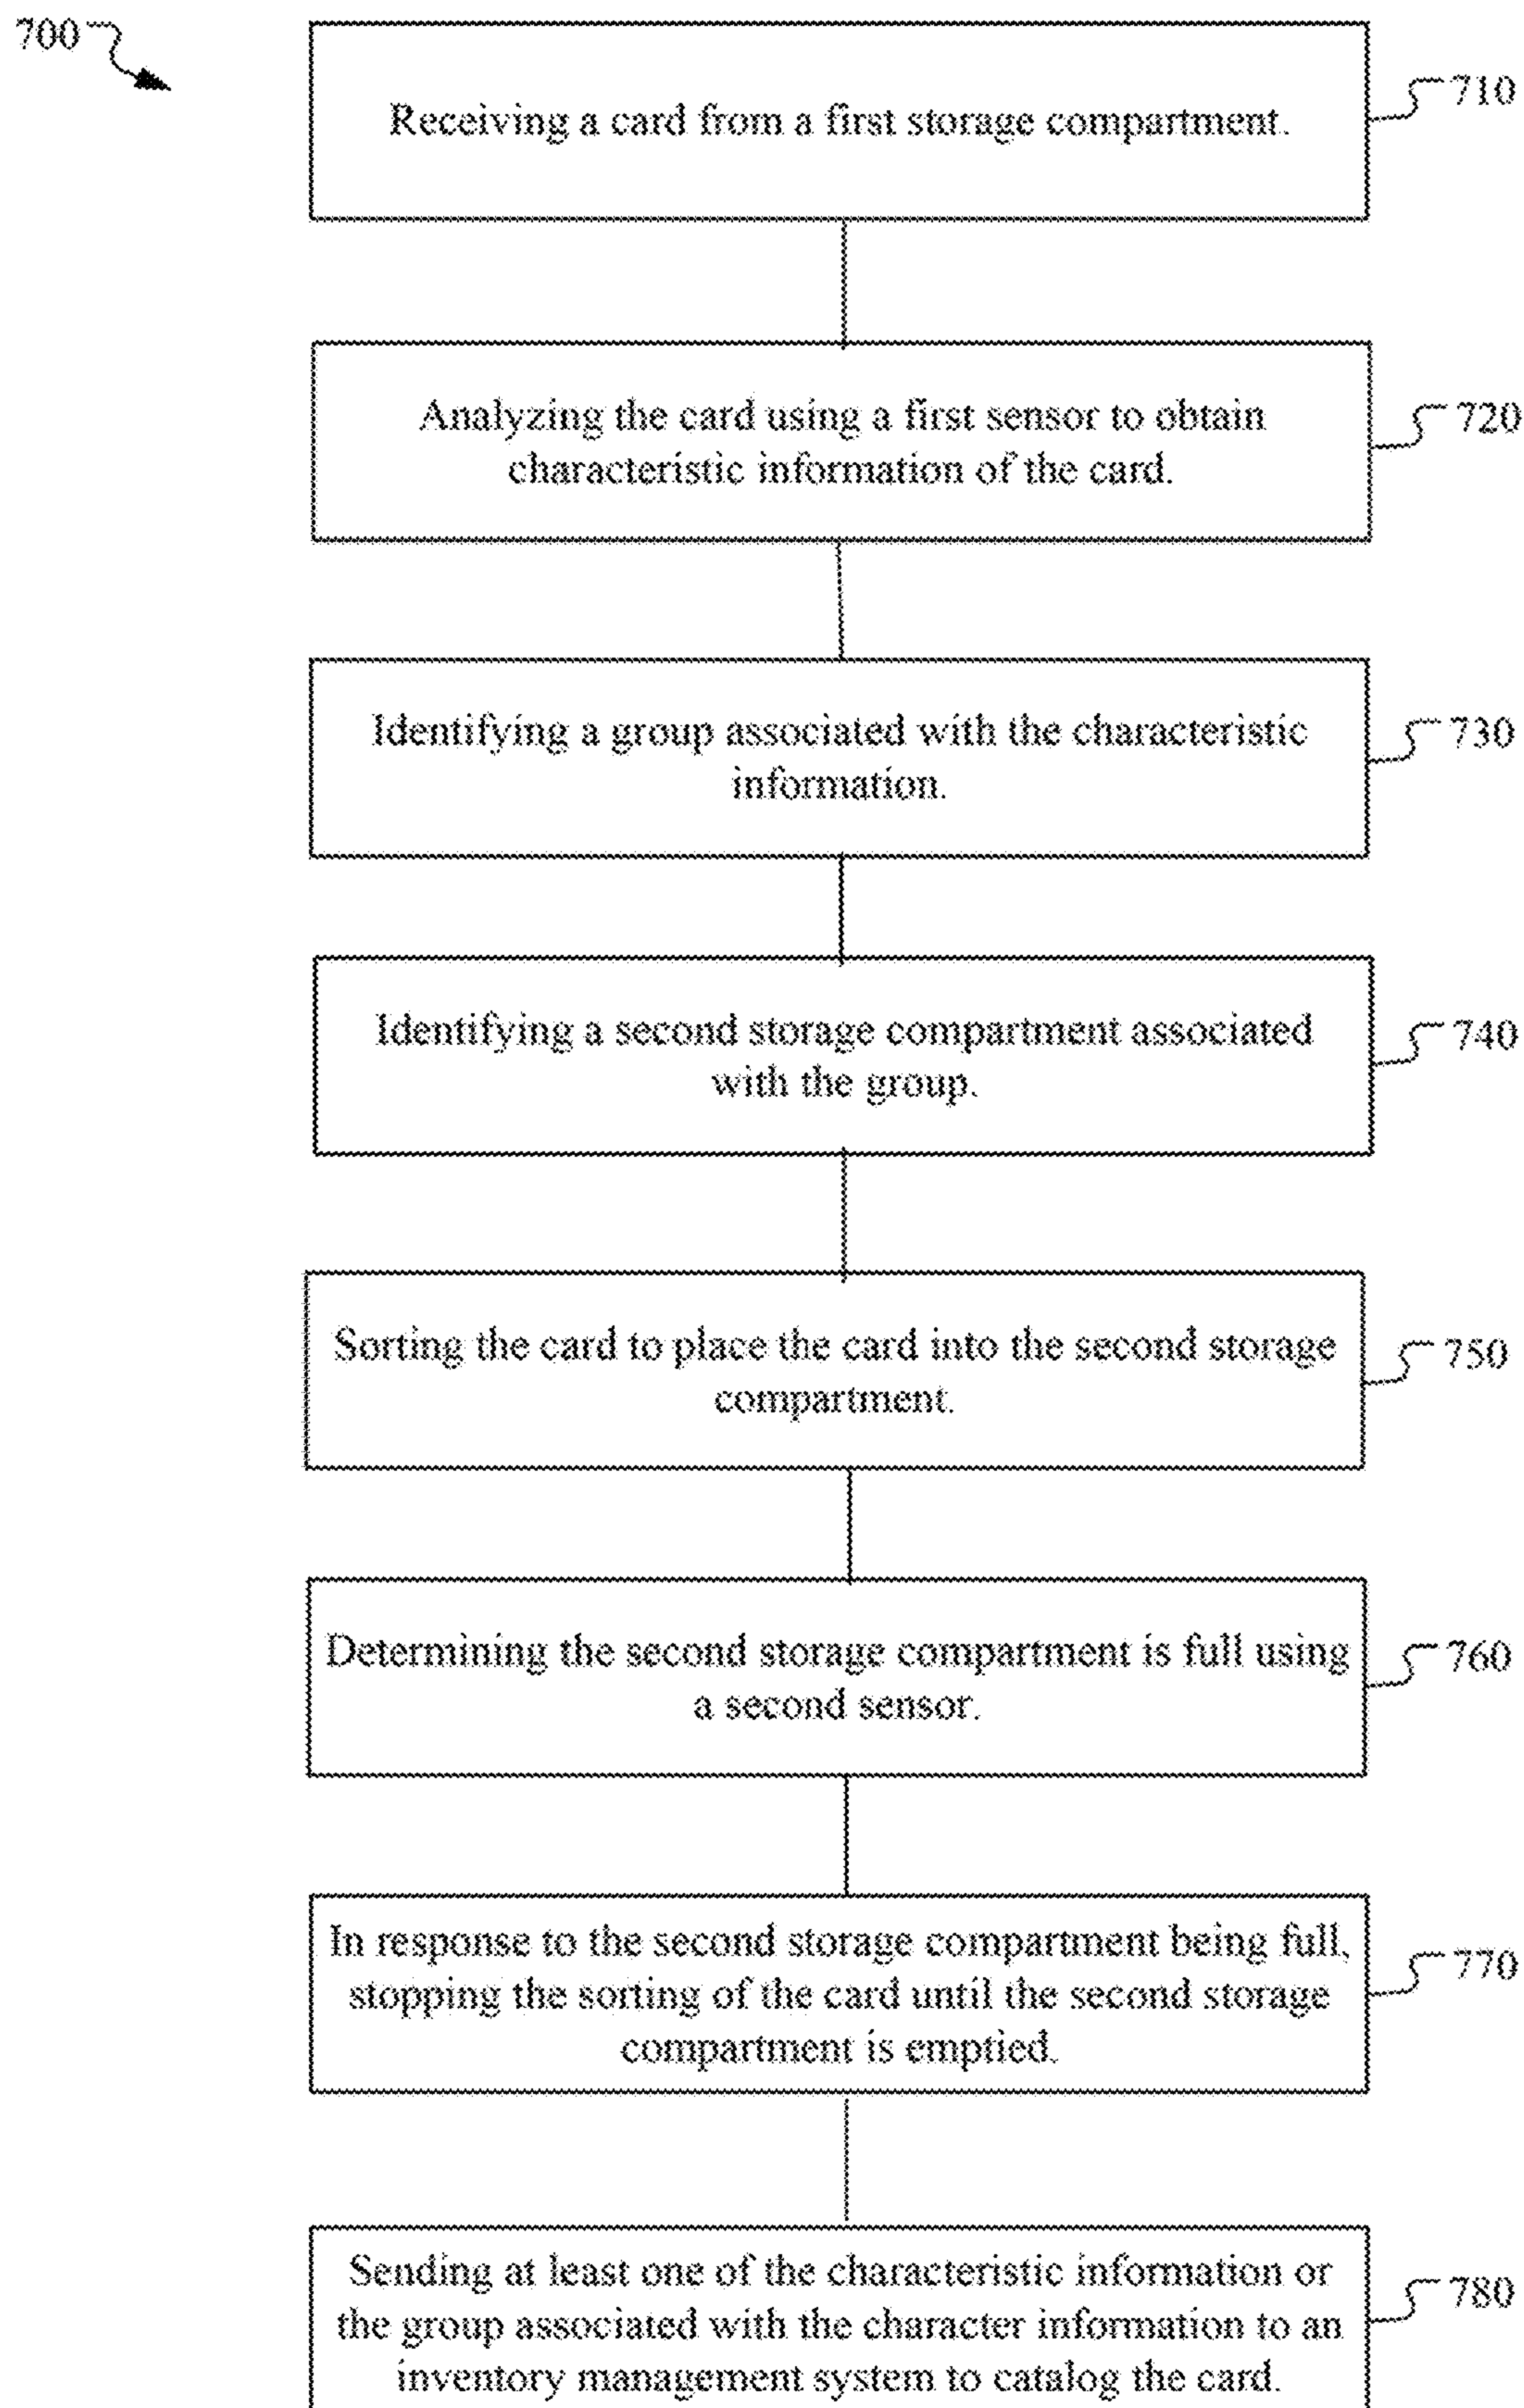 700
Receiving a card from a first storage compartment.
710
Analyzing the card using a first sensor to obtain
characteristic information of the card.
720
Identifying a group associated with the characteristic
information.
730
Identifying a second storage compartment associated
with the group.
740
Sorting the card to place the card into the second storage
compartment.
750
Determining the second storage compartment is full using
a second sensor.
760
In response to the second storage compartment being full,
stopping the sorting of the card until the second storage
compartment is emptied.
770
Sending at least one of the characteristic information or
the group associated with the character information to an
inventory management system to catalog the card.
780